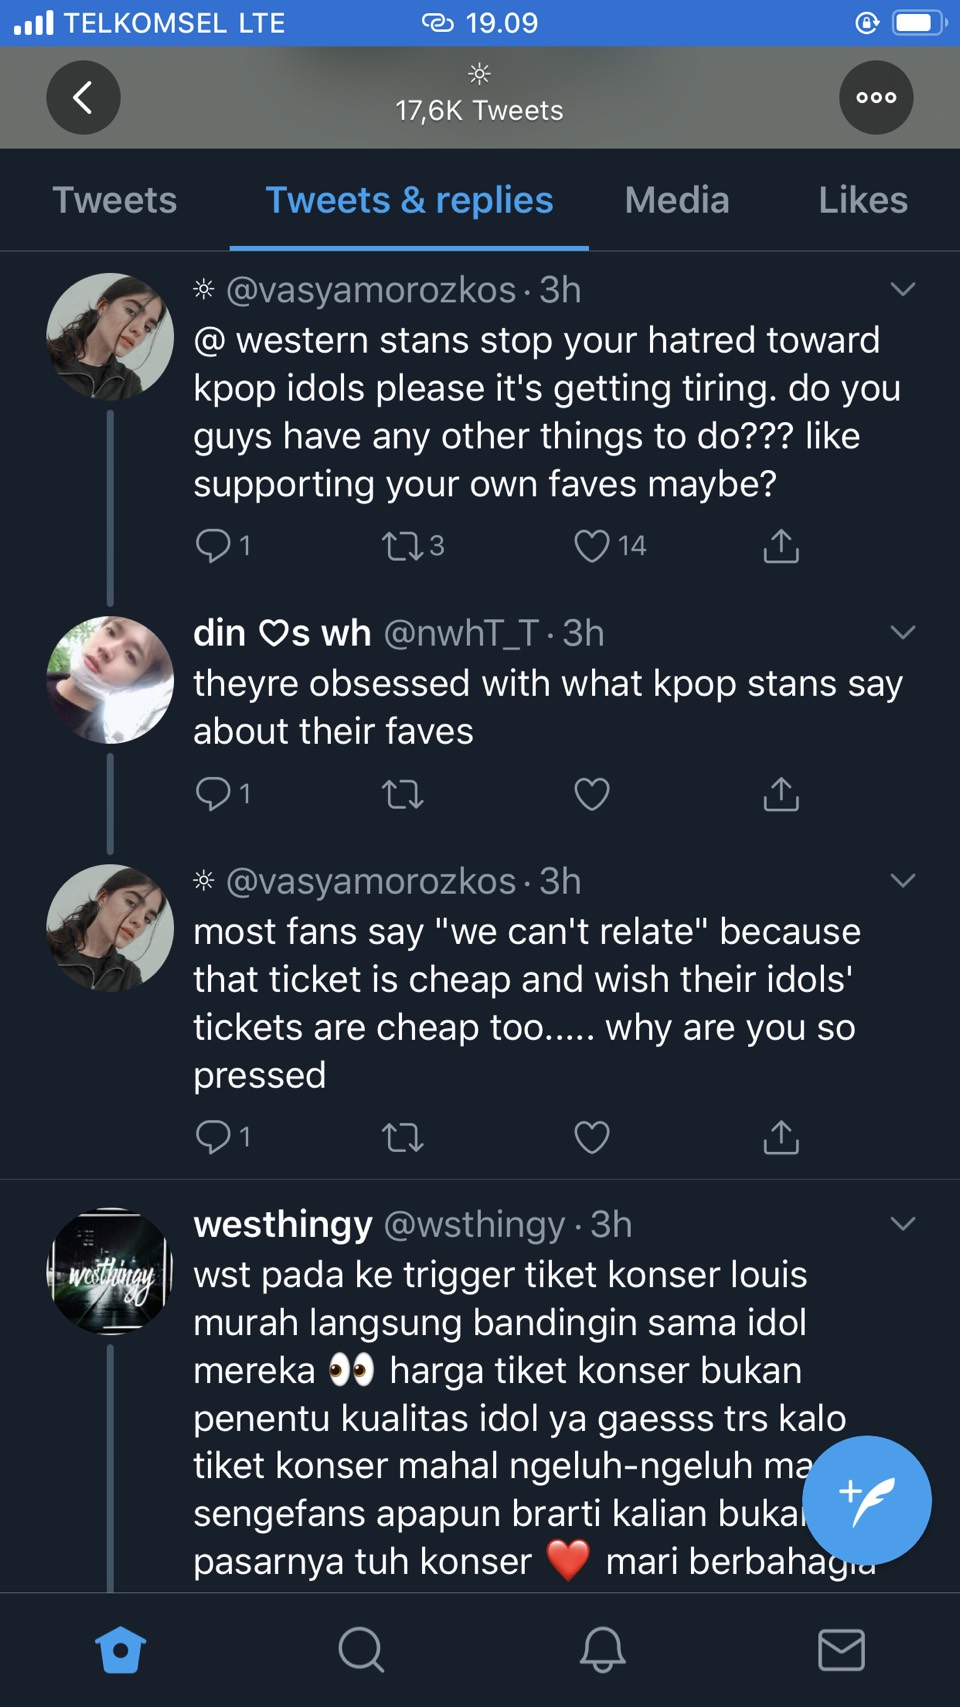 TELKOMSEL LTE 19.09
☼
17,6K Tweets
Tweets Tweets & replies Media Likes
☼ @vasyamorozkos · 3h
@ western stans stop your hatred toward
kpop idols please it's getting tiring. do you
guys have any other things to do??? like
supporting your own faves maybe?
1 3 14
din ♡s wh @nwhT_T · 3h
theyre obsessed with what kpop stans say
about their faves
1
☼ @vasyamorozkos · 3h
most fans say "we can't relate" because
that ticket is cheap and wish their idols'
tickets are cheap too..... why are you so
pressed
1
westhingy
westhingy @wsthingy · 3h
wst pada ke trigger tiket konser louis
murah langsung bandingin sama idol
mereka 👀 harga tiket konser bukan
penentu kualitas idol ya gaesss trs kalo
tiket konser mahal ngeluh-ngeluh
sengefans apapun brarti kalian
pasarnya tuh konser ❤️ mari berbahagia